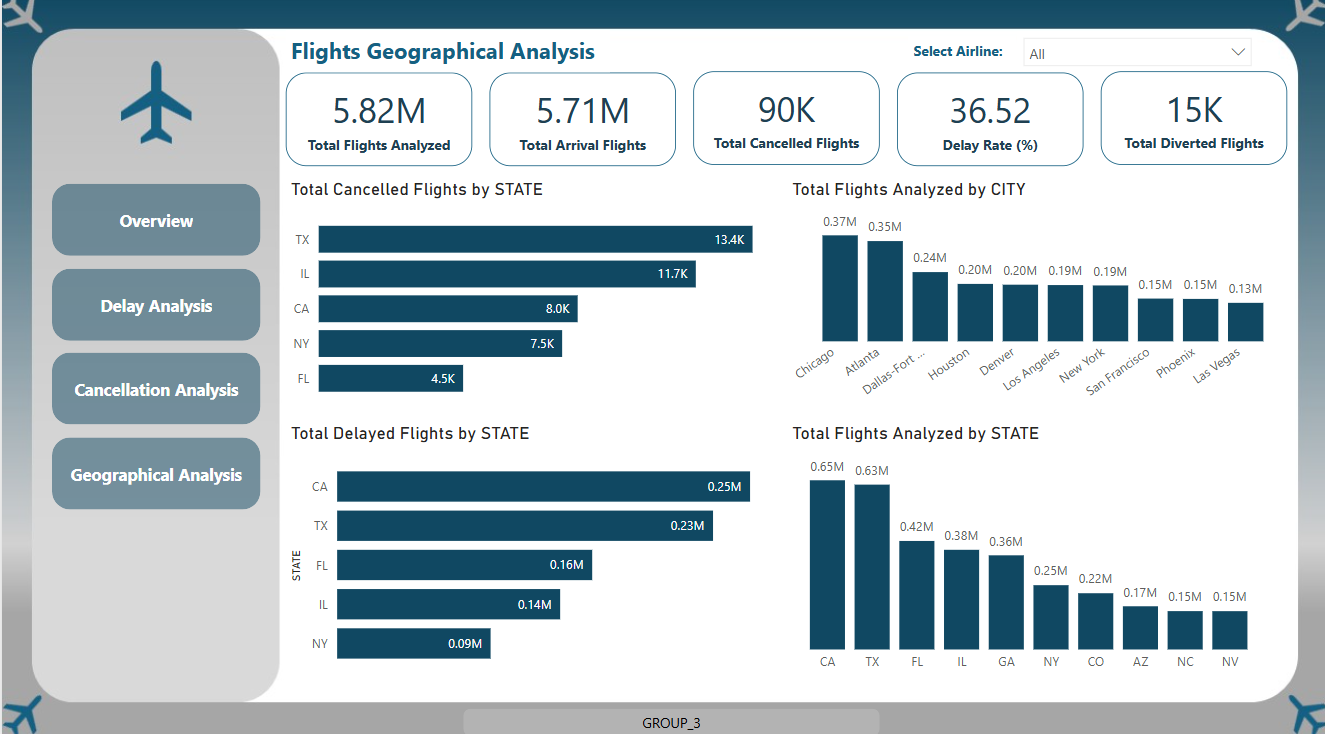 Flights Geographical Analysis
Select Airline:
All
5.82M
Total Flights Analyzed
5.71M
Total Arrival Flights
90K
Total Cancelled Flights
36.52
Delay Rate (%)
15K
Total Diverted Flights
Overview
Delay Analysis
Cancellation Analysis
Geographical Analysis
Total Cancelled Flights by STATE
TX 13.4K
IL 11.7K
CA 8.0K
NY 7.5K
FL 4.5K
Total Flights Analyzed by CITY
0.37M 0.35M 0.24M 0.20M 0.20M 0.19M 0.19M 0.15M 0.15M 0.13M
Chicago Atlanta Dallas-Fort ... Houston Denver Los Angeles New York San Francisco Phoenix Las Vegas
Total Delayed Flights by STATE
STATE
CA 0.25M
TX 0.23M
FL 0.16M
IL 0.14M
NY 0.09M
Total Flights Analyzed by STATE
0.65M 0.63M 0.42M 0.38M 0.36M 0.25M 0.22M 0.17M 0.15M 0.15M
CA TX FL IL GA NY CO AZ NC NV
GROUP_3